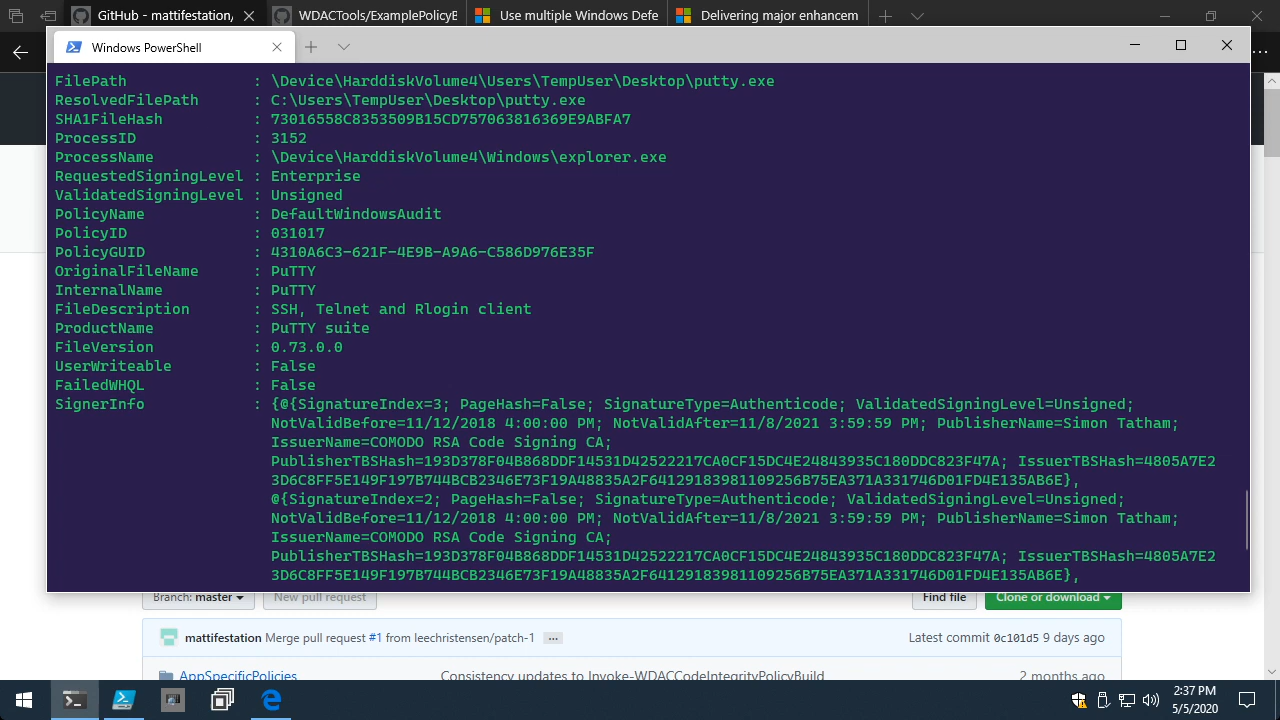 GitHub - mattifestation/
WDACTools/ExamplePolicyB
Use multiple Windows Defe
Delivering major enhancem
Windows PowerShell
FilePath : \Device\HarddiskVolume4\Users\TempUser\Desktop\putty.exe
ResolvedFilePath : C:\Users\TempUser\Desktop\putty.exe
SHA1FileHash : 73016558C8353509B15CD757063816369E9ABFA7
ProcessID : 3152
ProcessName : \Device\HarddiskVolume4\Windows\explorer.exe
RequestedSigningLevel : Enterprise
ValidatedSigningLevel : Unsigned
PolicyName : DefaultWindowsAudit
PolicyID : 031017
PolicyGUID : 4310A6C3-621F-4E9B-A9A6-C586D976E35F
OriginalFileName : PuTTY
InternalName : PuTTY
FileDescription : SSH, Telnet and Rlogin client
ProductName : PuTTY suite
FileVersion : 0.73.0.0
UserWriteable : False
FailedWHQL : False
SignerInfo : {@{SignatureIndex=3; PageHash=False; SignatureType=Authenticode; ValidatedSigningLevel=Unsigned;
NotValidBefore=11/12/2018 4:00:00 PM; NotValidAfter=11/8/2021 3:59:59 PM; PublisherName=Simon Tatham;
IssuerName=COMODO RSA Code Signing CA;
PublisherTBSHash=193D378F04B868DDF14531D42522217CA0CF15DC4E24843935C180DDC823F47A; IssuerTBSHash=4805A7E2
3D6C8FF5E149F197B744BCB2346E73F19A48835A2F64129183981109256B75EA371A331746D01FD4E135AB6E},
@{SignatureIndex=2; PageHash=False; SignatureType=Authenticode; ValidatedSigningLevel=Unsigned;
NotValidBefore=11/12/2018 4:00:00 PM; NotValidAfter=11/8/2021 3:59:59 PM; PublisherName=Simon Tatham;
IssuerName=COMODO RSA Code Signing CA;
PublisherTBSHash=193D378F04B868DDF14531D42522217CA0CF15DC4E24843935C180DDC823F47A; IssuerTBSHash=4805A7E2
3D6C8FF5E149F197B744BCB2346E73F19A48835A2F64129183981109256B75EA371A331746D01FD4E135AB6E},
Branch: master
New pull request
Find file
Clone or download
mattifestation Merge pull request #1 from leechristensen/patch-1 ...
Latest commit 0c101d5 9 days ago
AppSpecificPolicies
Consistency updates to Invoke-WDACCodeIntegrityPolicyBuild
2 months ago
2:37 PM
5/5/2020